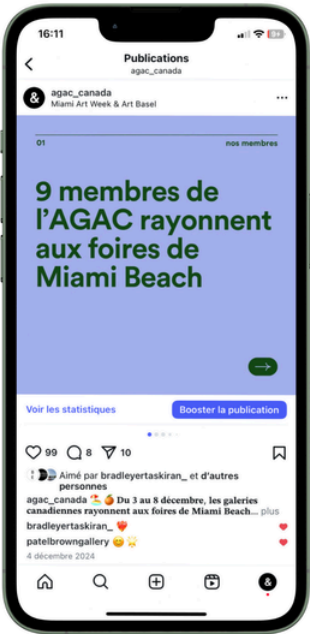 16:11
Publications
agac_canada
agac_canada
Miami Art Week & Art Basel
01
nos membres
9 membres de
l'AGAC rayonnent
aux foires de
Miami Beach
Voir les statistiques
Booster la publication
99
8
10
Aimé par bradleyertaskiran_ et d'autres
personnes
agac_canada 🏖️ 🍊 Du 3 au 8 décembre, les galeries
canadiennes rayonnent aux foires de Miami Beach... plus
bradleyertaskiran_ ❤️‍🔥
patelbrowngallery 😊🌟
4 décembre 2024